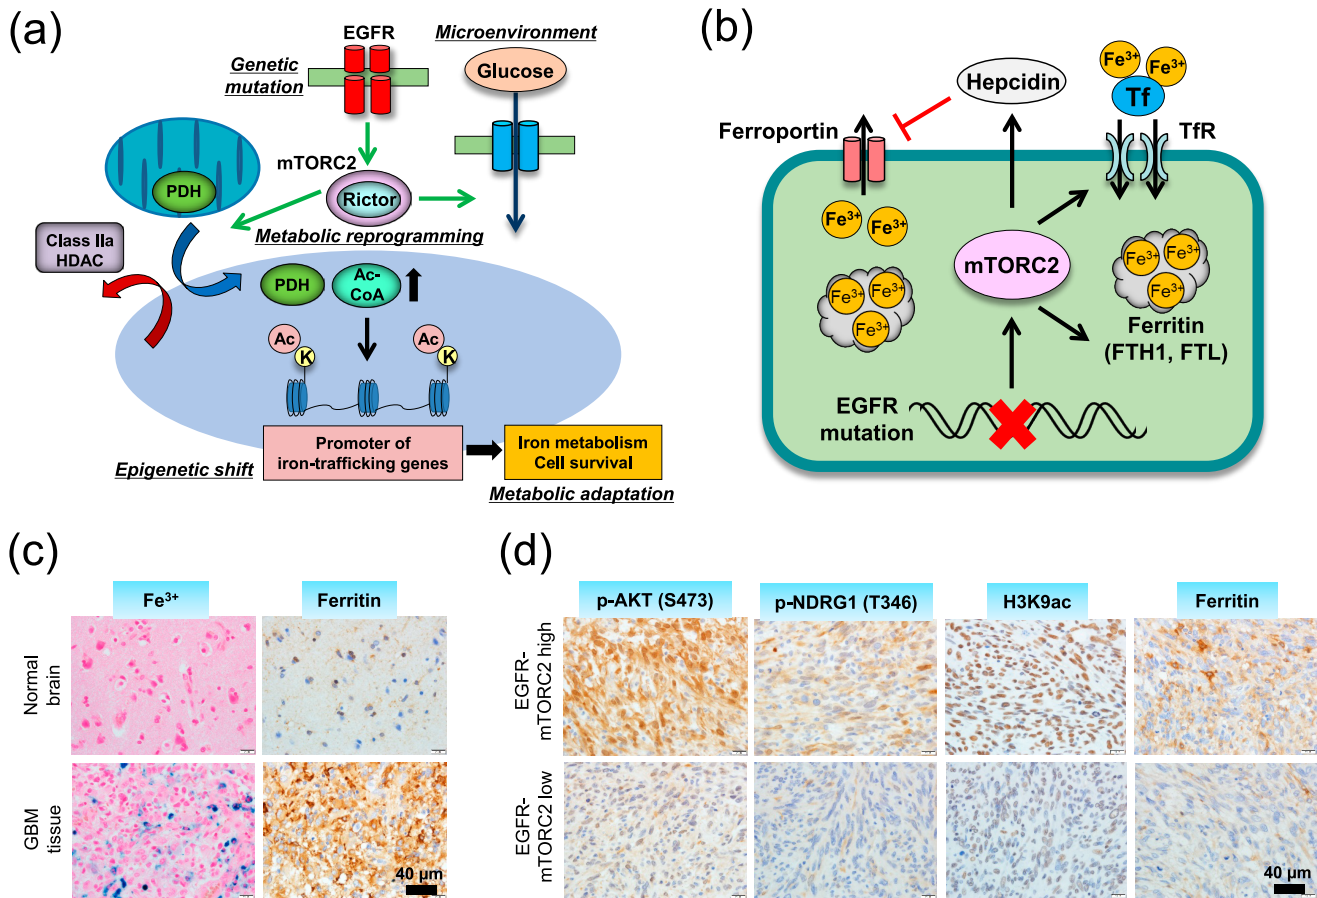 (a)
EGFR
Genetic
mutation
Microenvironment
Glucose
mTORC2
Rictor
PDH
Metabolic reprogramming
Class IIa
HDAC
PDH
Ac-
CoA
Ac
K
Ac
K
Promoter of
iron-trafficking genes
Iron metabolism
Cell survival
Epigenetic shift
Metabolic adaptation
(b)
Hepcidin
Fe³⁺
Fe³⁺
Tf
Ferroportin
TfR
Fe³⁺
Fe³⁺
mTORC2
Fe³⁺
Fe³⁺
Fe³⁺
Fe³⁺
Fe³⁺
Fe³⁺
Ferritin
(FTH1, FTL)
EGFR
mutation
(c)
Fe³⁺
Ferritin
Normal
brain
GBM
tissue
40 µm
(d)
p-AKT (S473)
p-NDRG1 (T346)
H3K9ac
Ferritin
EGFR-
mTORC2 high
EGFR-
mTORC2 low
40 µm